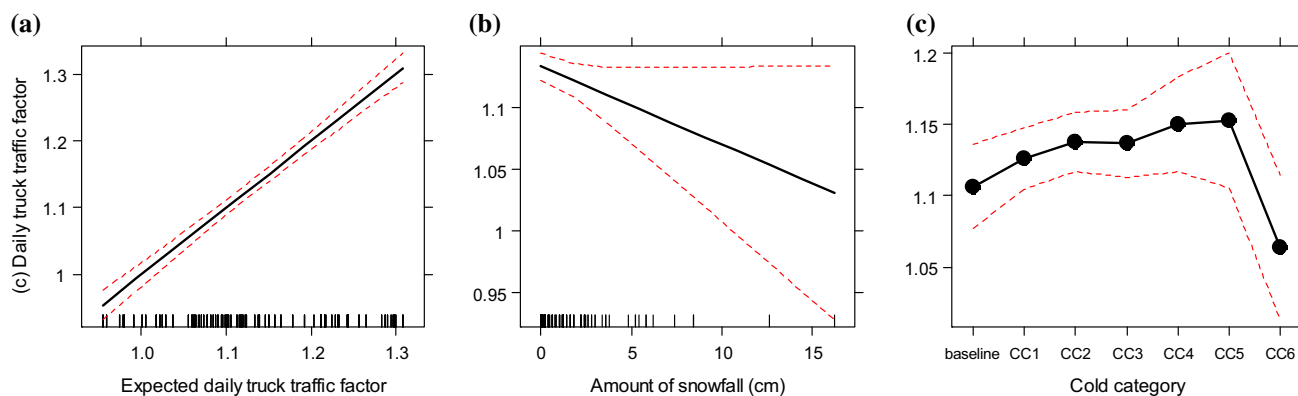 (a)
(b)
(c)
(c) Daily truck traffic factor
1.3
1.2
1.1
1
1.0
1.1
1.2
1.3
Expected daily truck traffic factor
1.1
1.05
1
0.95
0
5
10
15
Amount of snowfall (cm)
1.2
1.15
1.1
1.05
baseline CC1 CC2 CC3 CC4 CC5 CC6
Cold category